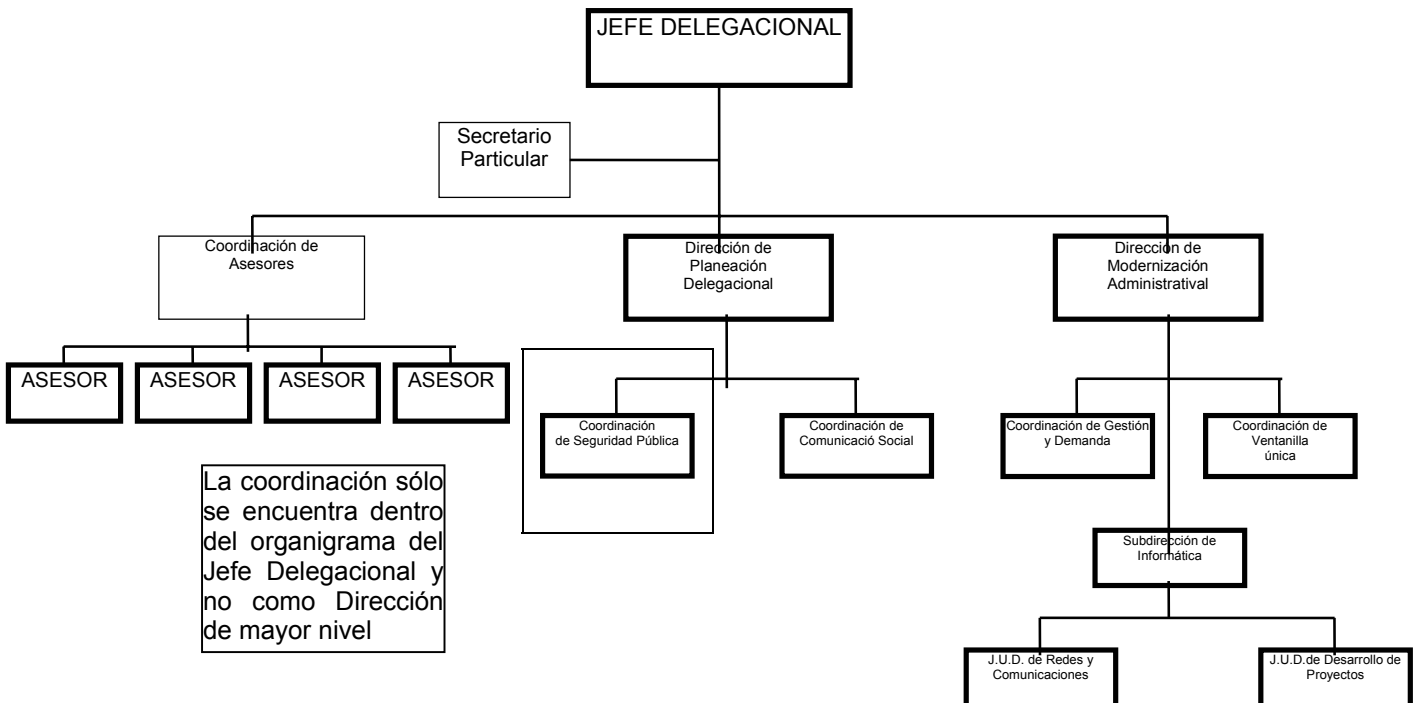 JEFE DELEGACIONAL
Secretario
Particular
Coordinación de
Asesores
Dirección de
Planeación
Delegacional
Dirección de
Modernización
Administratival
ASESOR
ASESOR
ASESOR
ASESOR
Coordinación
de Seguridad Pública
Coordinación de
Comunicació Social
Coordinación de Gestión
y Demanda
Coordinación de
Ventanilla
única
La coordinación sólo
se encuentra dentro
del organigrama del
Jefe Delegacional y
no como Dirección
de mayor nivel
Subdirección de
Informática
J.U.D. de Redes y
Comunicaciones
J.U.D.de Desarrollo de
Proyectos